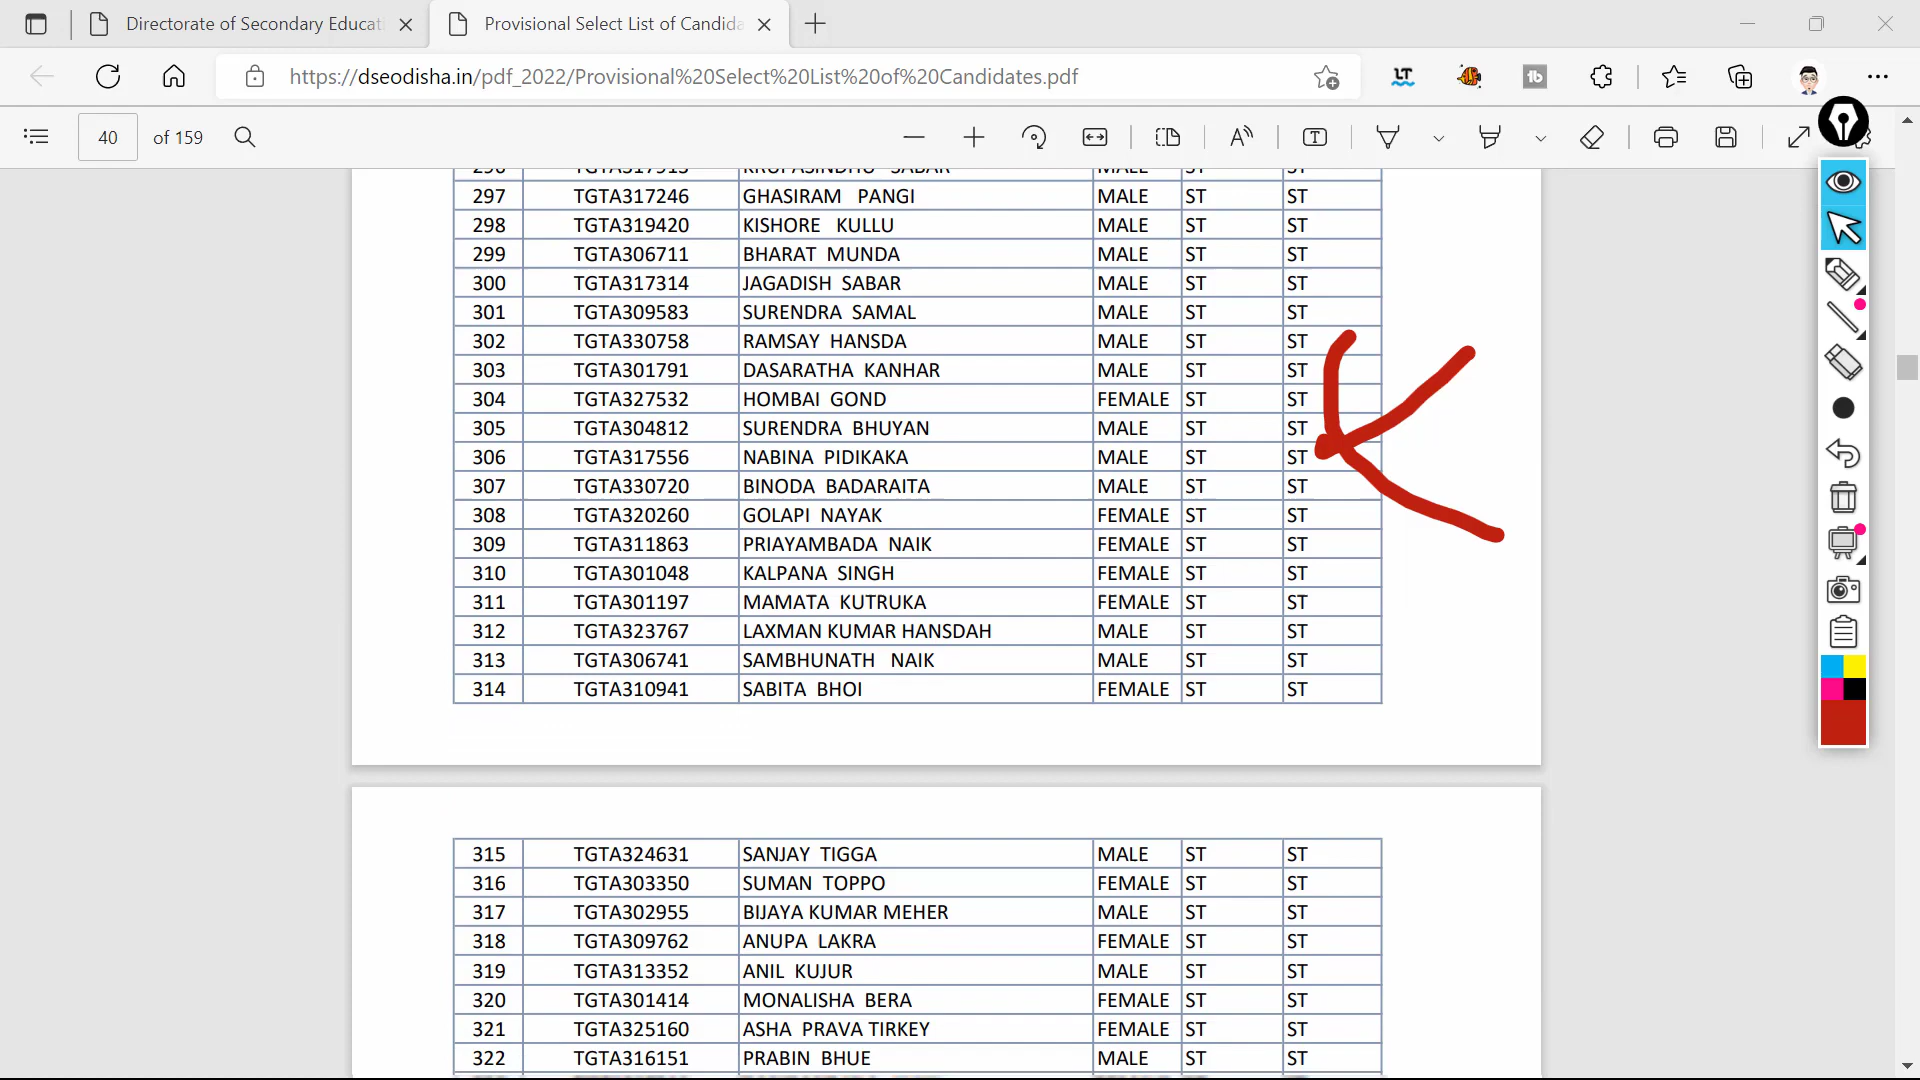 Directorate of Secondary Educat
Provisional Select List of Candida
https://dseodisha.in/pdf_2022/Provisional%20Select%20List%20of%20Candidates.pdf
40 of 159
297 TGTA317246 GHASIRAM PANGI MALE ST ST
298 TGTA319420 KISHORE KULLU MALE ST ST
299 TGTA306711 BHARAT MUNDA MALE ST ST
300 TGTA317314 JAGADISH SABAR MALE ST ST
301 TGTA309583 SURENDRA SAMAL MALE ST ST
302 TGTA330758 RAMSAY HANSDA MALE ST ST
303 TGTA301791 DASARATHA KANHAR MALE ST ST
304 TGTA327532 HOMBAI GOND FEMALE ST ST
305 TGTA304812 SURENDRA BHUYAN MALE ST ST
306 TGTA317556 NABINA PIDIKAKA MALE ST ST
307 TGTA330720 BINODA BADARAITA MALE ST ST
308 TGTA320260 GOLAPI NAYAK FEMALE ST ST
309 TGTA311863 PRIAYAMBADA NAIK FEMALE ST ST
310 TGTA301048 KALPANA SINGH FEMALE ST ST
311 TGTA301197 MAMATA KUTRUKA FEMALE ST ST
312 TGTA323767 LAXMAN KUMAR HANSDAH MALE ST ST
313 TGTA306741 SAMBHUNATH NAIK MALE ST ST
314 TGTA310941 SABITA BHOI FEMALE ST ST
315 TGTA324631 SANJAY TIGGA MALE ST ST
316 TGTA303350 SUMAN TOPPO FEMALE ST ST
317 TGTA302955 BIJAYA KUMAR MEHER MALE ST ST
318 TGTA309762 ANUPA LAKRA FEMALE ST ST
319 TGTA313352 ANIL KUJUR MALE ST ST
320 TGTA301414 MONALISHA BERA FEMALE ST ST
321 TGTA325160 ASHA PRAVA TIRKEY FEMALE ST ST
322 TGTA316151 PRABIN BHUE MALE ST ST